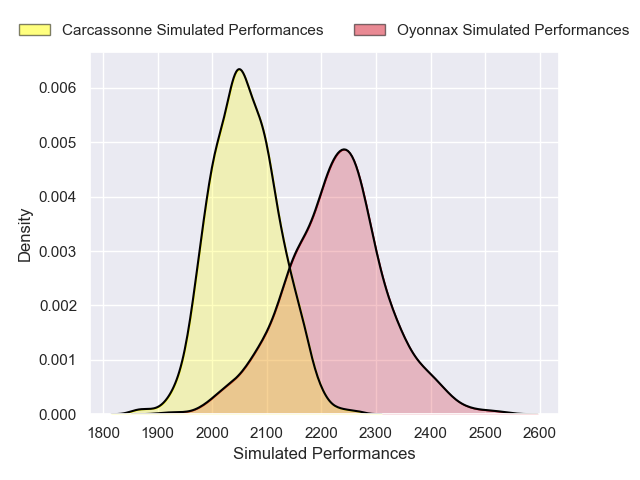 Carcassonne Simulated Performances Oyonnax Simulated Performances
0.006
0.005
0.004
0.003
0.002
0.001
0.000
Density
1800 1900 2000 2100 2200 2300 2400 2500 2600
Simulated Performances